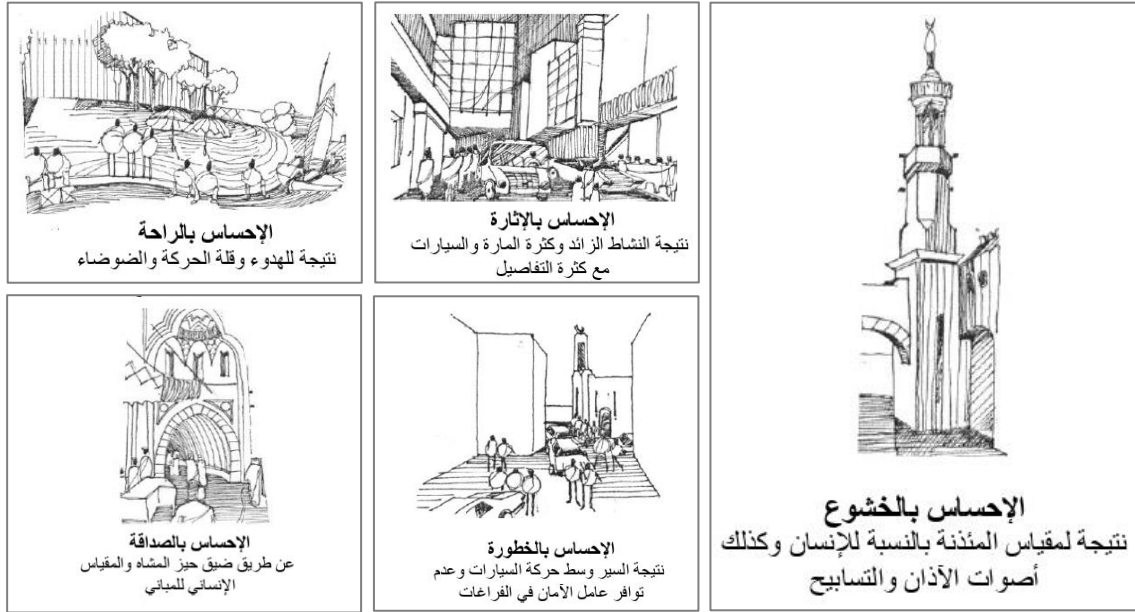 الإحساس بالراحة
نتيجة للهدوء وقلة الحركة والضوضاء
الإحساس بالإثارة
نتيجة النشاط الزائد وكثرة المارة والسيارات
مع كثرة التفاصيل
الإحساس بالخشوع
نتيجة لمقياس المئذنة بالنسبة للإنسان وكذلك
أصوات الآذان والتسابيح
الإحساس بالصداقة
عن طريق ضيق حيز المشاه والمقياس
الإنساني للمباني
الإحساس بالخطورة
نتيجة السير وسط حركة السيارات وعدم
توافر عامل الآمان في الفراغات